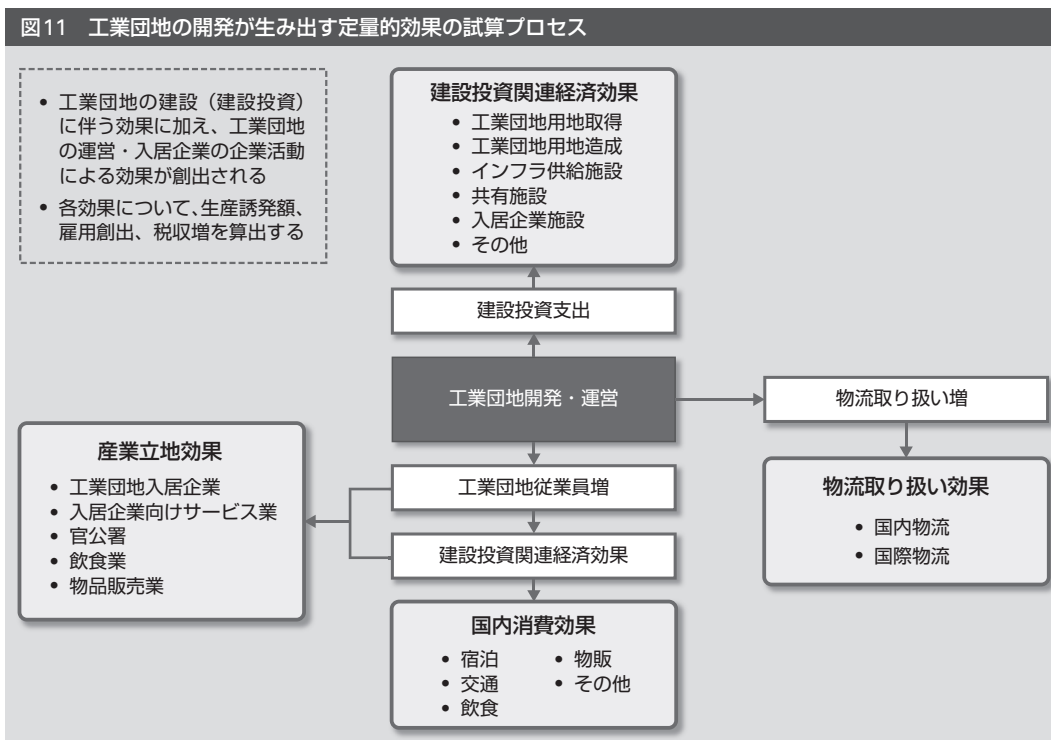 図11 工業団地の開発が生み出す定量的効果の試算プロセス
• 工業団地の建設（建設投資）
に伴う効果に加え、工業団地
の運営・入居企業の企業活動
による効果が創出される
• 各効果について、生産誘発額、
雇用創出、税収増を算出する
建設投資関連経済効果
• 工業団地用地取得
• 工業団地用地造成
• インフラ供給施設
• 共有施設
• 入居企業施設
• その他
建設投資支出
工業団地開発・運営
物流取り扱い増
産業立地効果
• 工業団地入居企業
• 入居企業向けサービス業
• 官公署
• 飲食業
• 物品販売業
工業団地従業員増
建設投資関連経済効果
物流取り扱い効果
• 国内物流
• 国際物流
国内消費効果
• 宿泊 • 物販
• 交通 • その他
• 飲食